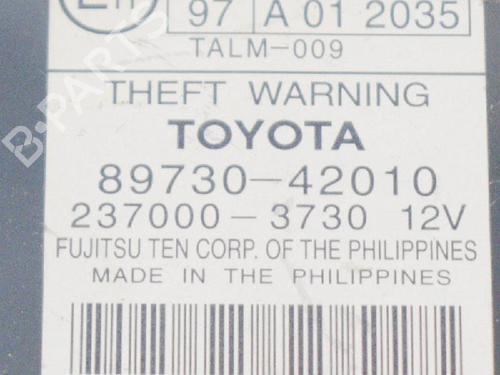 97 A 01 2035
TALM-009
THEFT WARNING
TOYOTA
89730-42010
237000-3730 12V
FUJITSU TEN CORP. OF THE PHILIPPINES
MADE IN THE PHILIPPINES
B-PARTS